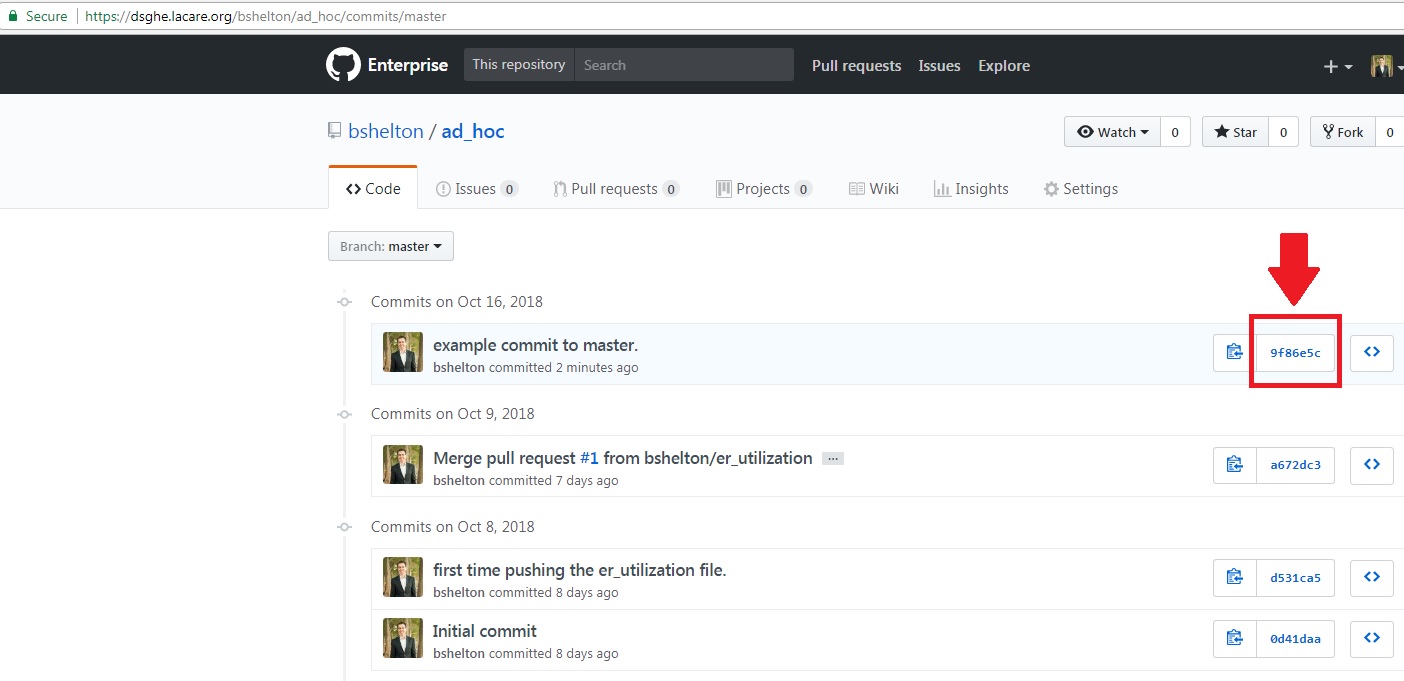 Secure https://dsghe.lacare.org/bshelton/ad_hoc/commits/master
Enterprise This repository Search Pull requests Issues Explore
bshelton / ad_hoc Watch 0 Star 0 Fork 0
Code Issues 0 Pull requests 0 Projects 0 Wiki Insights Settings
Branch: master
Commits on Oct 16, 2018
example commit to master.
bshelton committed 2 minutes ago
9f86e5c
Commits on Oct 9, 2018
Merge pull request #1 from bshelton/er_utilization ...
bshelton committed 7 days ago
a672dc3
Commits on Oct 8, 2018
first time pushing the er_utilization file.
bshelton committed 8 days ago
d531ca5
Initial commit
bshelton committed 8 days ago
0d41daa